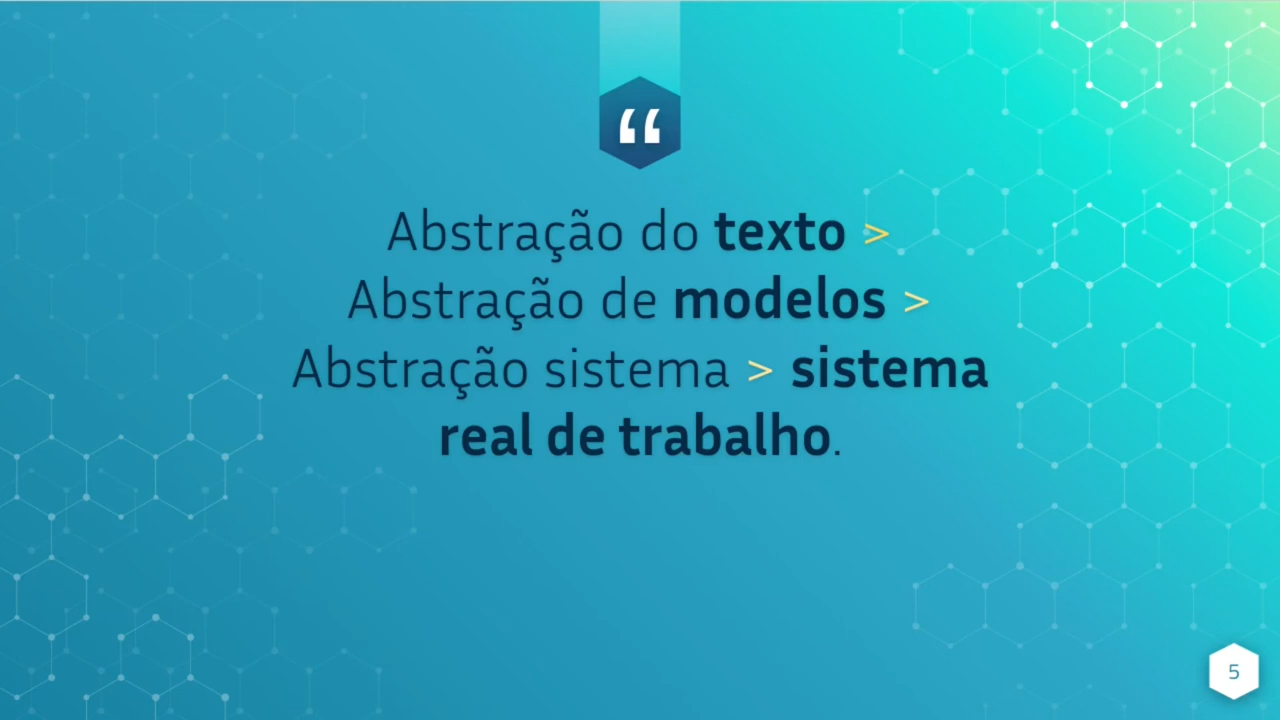 “
Abstração do texto >
Abstração de modelos >
Abstração sistema > sistema
real de trabalho.
5